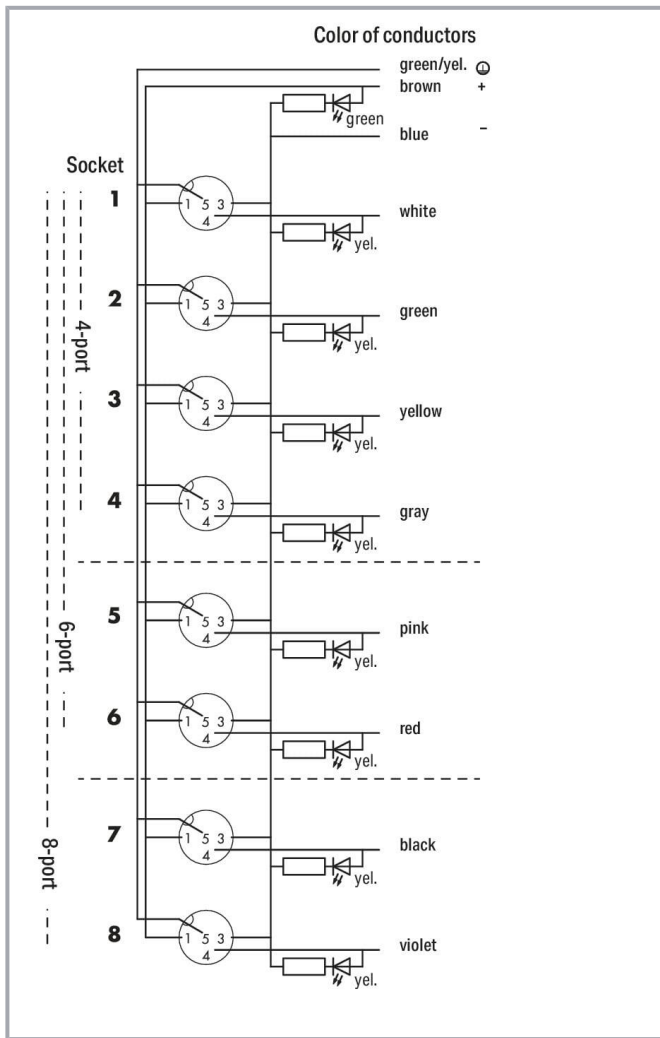 Color of conductors
green/yel.
brown +
green
blue –
Socket
1
1 5 3
4
white
yel.
2
1 5 3
4
green
yel.
4-port
3
1 5 3
4
yellow
yel.
4
1 5 3
4
gray
yel.
5
1 5 3
4
pink
yel.
6-port
6
1 5 3
4
red
yel.
7
1 5 3
4
black
yel.
8-port
8
1 5 3
4
violet
yel.